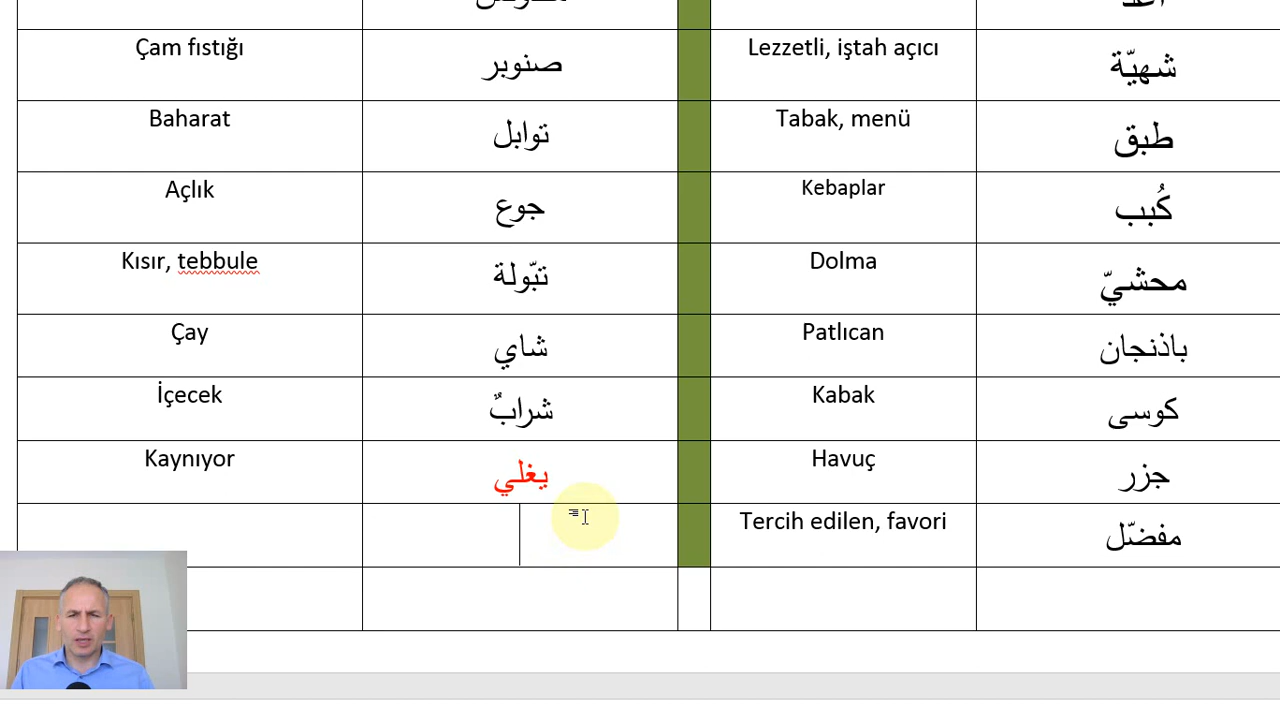 Çam fıstığı صنوبر Lezzetli, iştah açıcı شهيّة
Baharat توابل Tabak, menü طبق
Açlık جوع Kebaplar كُبب
Kısır, tebbule تبّولة Dolma محشيّ
Çay شاي Patlıcan باذنجان
İçecek شرابٌ Kabak كوسى
Kaynıyor يغلي Havuç جزر
Tercih edilen, favori مفضّل